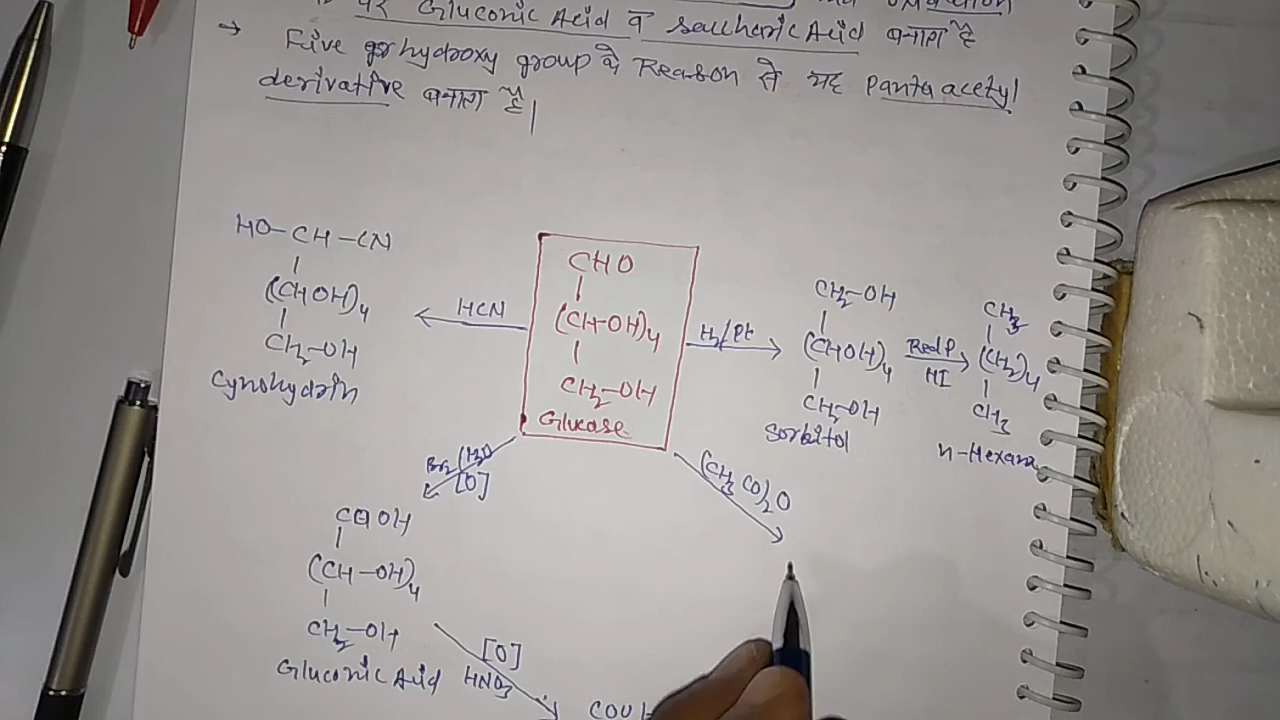 पर Gluconic Acid व saccharic Acid बनाता है
→ Five hydroxy group के Reason से यह Panta acetyl
derivative बनाता है|
HO-CH-CN
(CHOH)4
CH2-OH
Cynohydrin
HCN
CHO
(CH-OH)4
CH2-OH
Glucase
H2/Pt
CH2-OH
(CHOH)4
CH2-OH
Sorbitol
Red P
HI
CH3
(CH2)4
CH3
n-Hexane
Br2/H2O
[O]
COOH
(CH-OH)4
CH2-OH
Gluconic Acid
(CH3CO)2O
[O]
HNO3